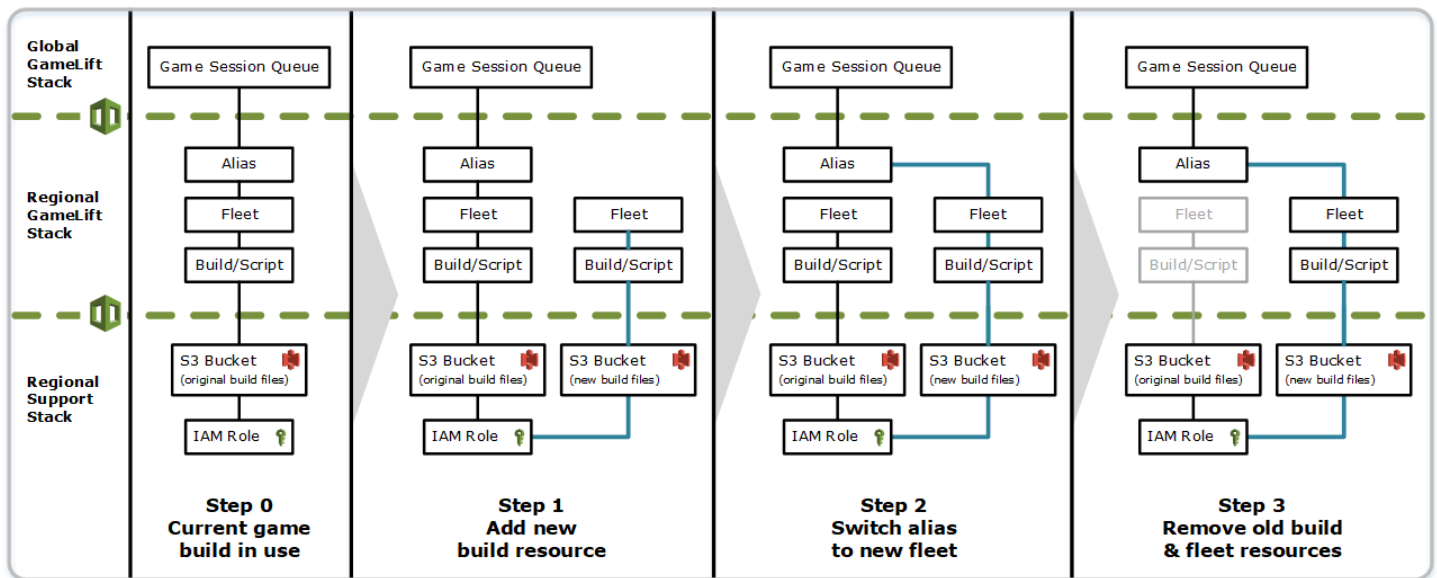 Global
GameLift
Stack
Regional
GameLift
Stack
Regional
Support
Stack
Game Session Queue
Alias
Fleet
Build/Script
S3 Bucket
(original build files)
IAM Role
Step 0
Current game
build in use
Game Session Queue
Alias
Fleet
Fleet
Build/Script
Build/Script
S3 Bucket
(original build files)
S3 Bucket
(new build files)
IAM Role
Step 1
Add new
build resource
Game Session Queue
Alias
Fleet
Fleet
Build/Script
Build/Script
S3 Bucket
(original build files)
S3 Bucket
(new build files)
IAM Role
Step 2
Switch alias
to new fleet
Game Session Queue
Alias
Fleet
Fleet
Build/Script
Build/Script
S3 Bucket
(original build files)
S3 Bucket
(new build files)
IAM Role
Step 3
Remove old build
& fleet resources